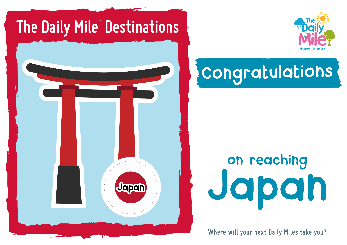 The Daily Mile Destinations
Japan
The
Daily
Mile
Congratulations
on reaching
Japan
Where will your next Daily Miles take you?